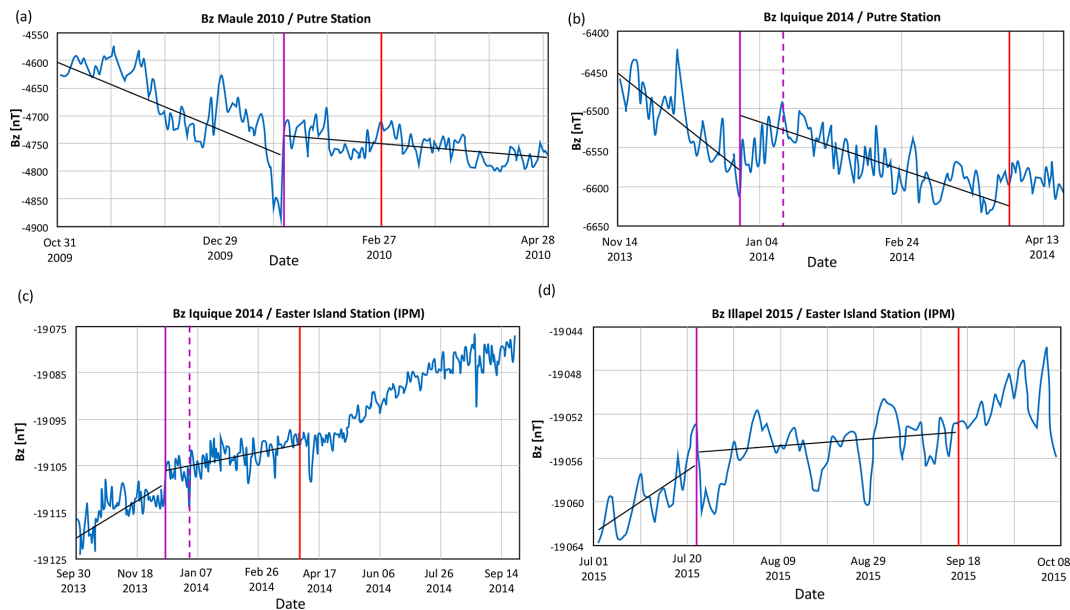 (a)
Bz Maule 2010 / Putre Station
-4550
-4600
-4650
-4700
-4750
-4800
-4850
-4900
Bz [nT]
Oct 31 Dec 29 Feb 27 Apr 28
2009 2009 2010 2010
Date
(b)
Bz Iquique 2014 / Putre Station
-6400
-6450
-6500
-6550
-6600
-6650
Bz [nT]
Nov 14 Jan 04 Feb 24 Apr 13
2013 2014 2014 2014
Date
(c)
Bz Iquique 2014 / Easter Island Station (IPM)
-19075
-19085
-19095
-19105
-19115
-19125
Bz [nT]
Sep 30 Nov 18 Jan 07 Feb 26 Apr 17 Jun 06 Jul 26 Sep 14
2013 2013 2014 2014 2014 2014 2014 2014
Date
(d)
Bz Illapel 2015 / Easter Island Station (IPM)
-19044
-19048
-19052
-19056
-19060
-19064
Bz [nT]
Jul 01 Jul 20 Aug 09 Aug 29 Sep 18 Oct 08
2015 2015 2015 2015 2015 2015
Date